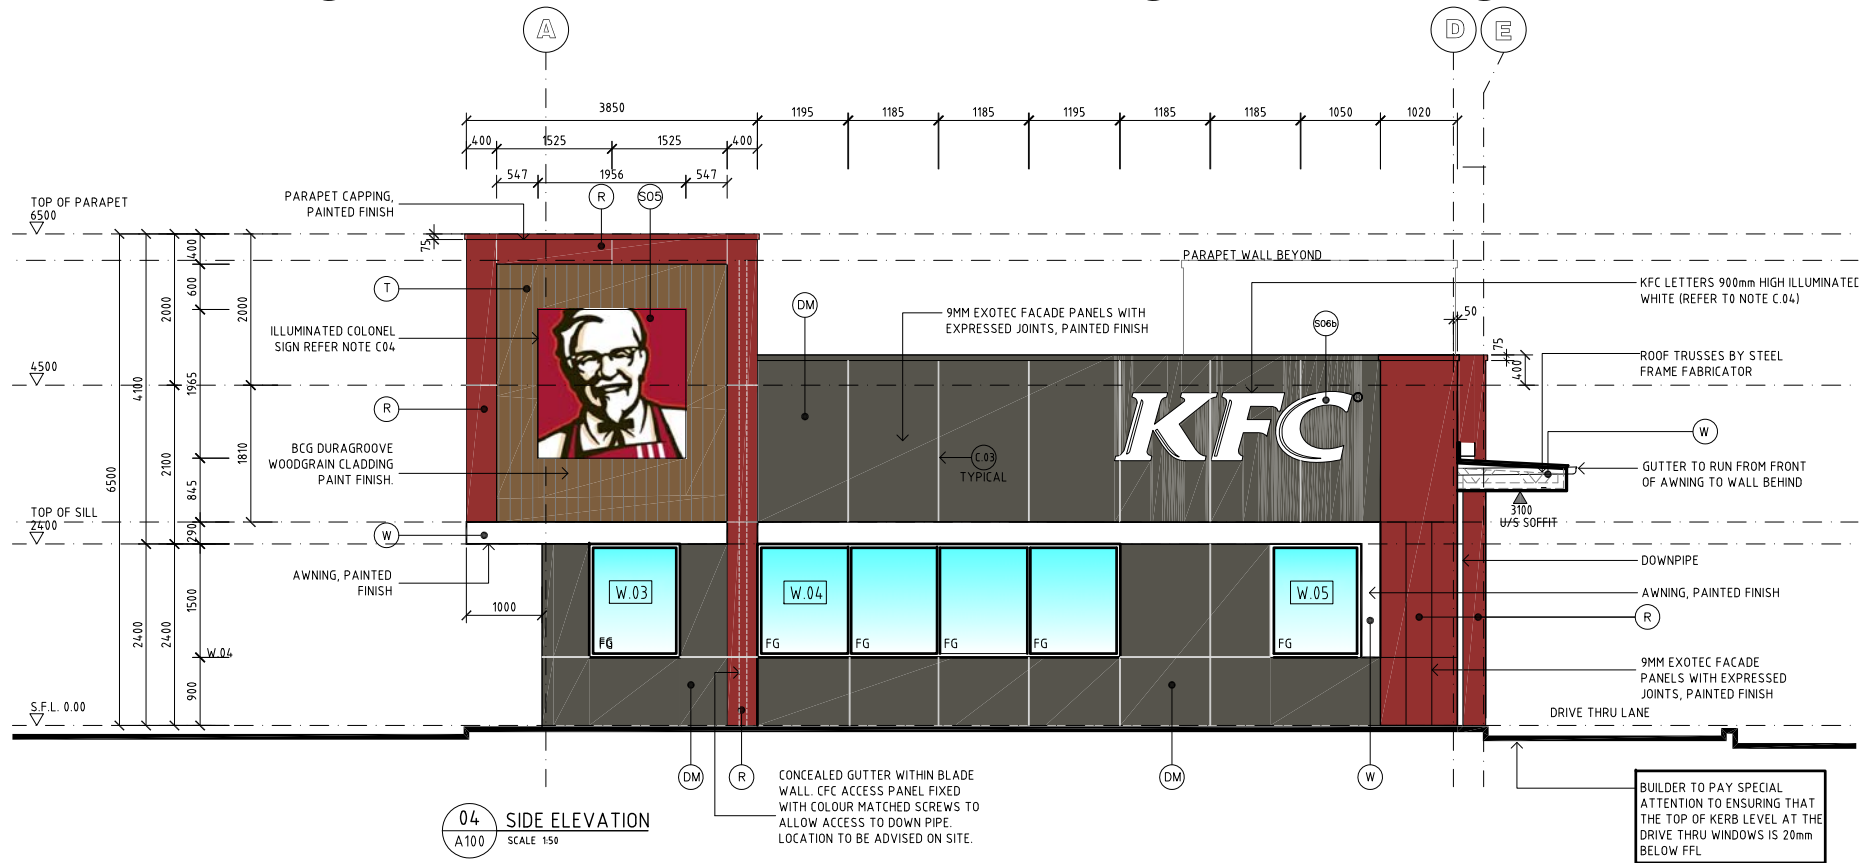 A
D
E
3850
1195
1185
1185
1195
1185
1185
1050
1020
400
1525
1525
400
547
1956
547
R
S05
TOP OF PARAPET
6500
PARAPET CAPPING,
PAINTED FINISH
75
400
600
2000
2000
T
ILLUMINATED COLONEL
SIGN REFER NOTE C04
4500
4100
1965
R
BCG DURAGROOVE
WOODGRAIN CLADDING
PAINT FINISH.
6500
2100
1810
845
TOP OF SILL
2400
290
W
AWNING, PAINTED
FINISH
1000
1500
2400
2400
W.04
900
S.F.L. 0.00
DM
9MM EXOTEC FACADE PANELS WITH
EXPRESSED JOINTS, PAINTED FINISH
PARAPET WALL BEYOND
S06b
KFC
C.03
TYPICAL
KFC LETTERS 900mm HIGH ILLUMINATED
WHITE (REFER TO NOTE C.04)
50
75
400
ROOF TRUSSES BY STEEL
FRAME FABRICATOR
W
GUTTER TO RUN FROM FRONT
OF AWNING TO WALL BEHIND
3100
U/S SOFFIT
DOWNPIPE
AWNING, PAINTED FINISH
R
9MM EXOTEC FACADE
PANELS WITH EXPRESSED
JOINTS, PAINTED FINISH
DRIVE THRU LANE
W.03
FG
W.04
FG
FG
FG
FG
W.05
FG
DM
R
DM
W
CONCEALED GUTTER WITHIN BLADE
WALL. CFC ACCESS PANEL FIXED
WITH COLOUR MATCHED SCREWS TO
ALLOW ACCESS TO DOWN PIPE.
LOCATION TO BE ADVISED ON SITE.
BUILDER TO PAY SPECIAL
ATTENTION TO ENSURING THAT
THE TOP OF KERB LEVEL AT THE
DRIVE THRU WINDOWS IS 20mm
BELOW FFL
04
A100
SIDE ELEVATION
SCALE 1:50